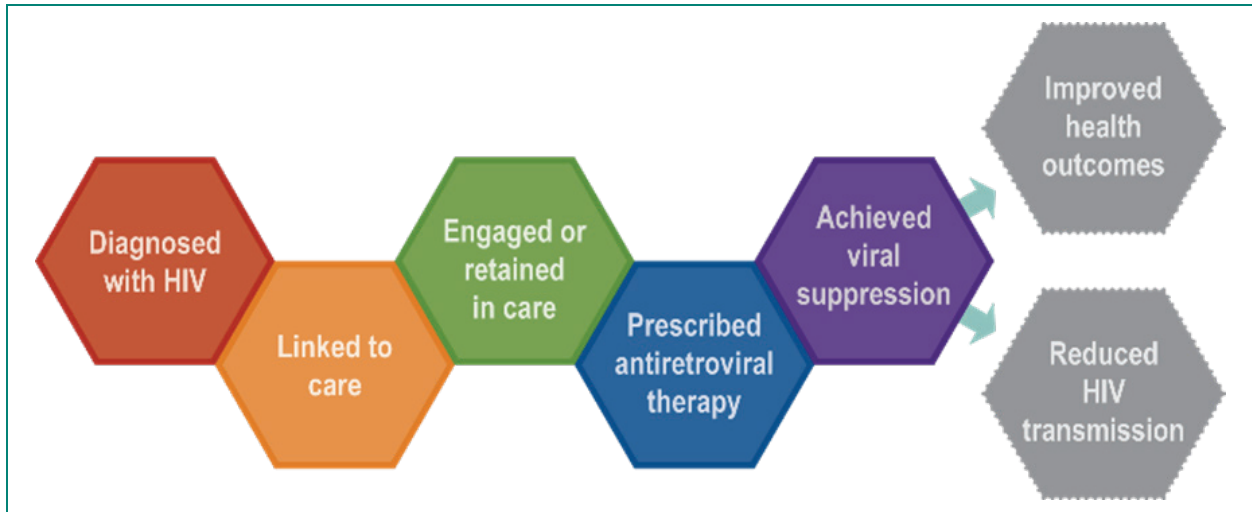 Diagnosed
with HIV
Linked to
care
Engaged or
retained
in care
Prescribed
antiretroviral
therapy
Achieved
viral
suppression
Improved
health
outcomes
Reduced
HIV
transmission